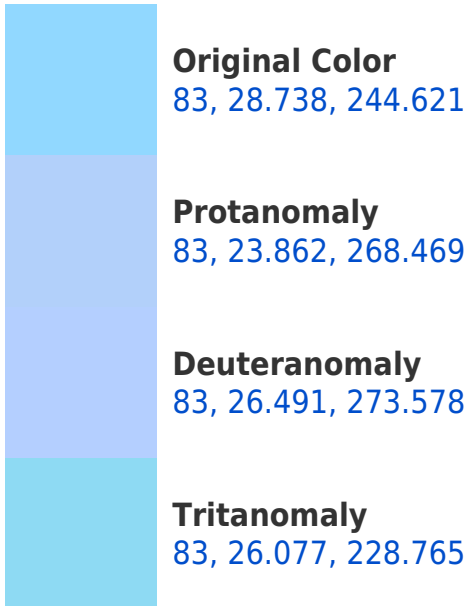 Original Color
83, 28.738, 244.621
Protanomaly
83, 23.862, 268.469
Deuteranomaly
83, 26.491, 273.578
Tritanomaly
83, 26.077, 228.765